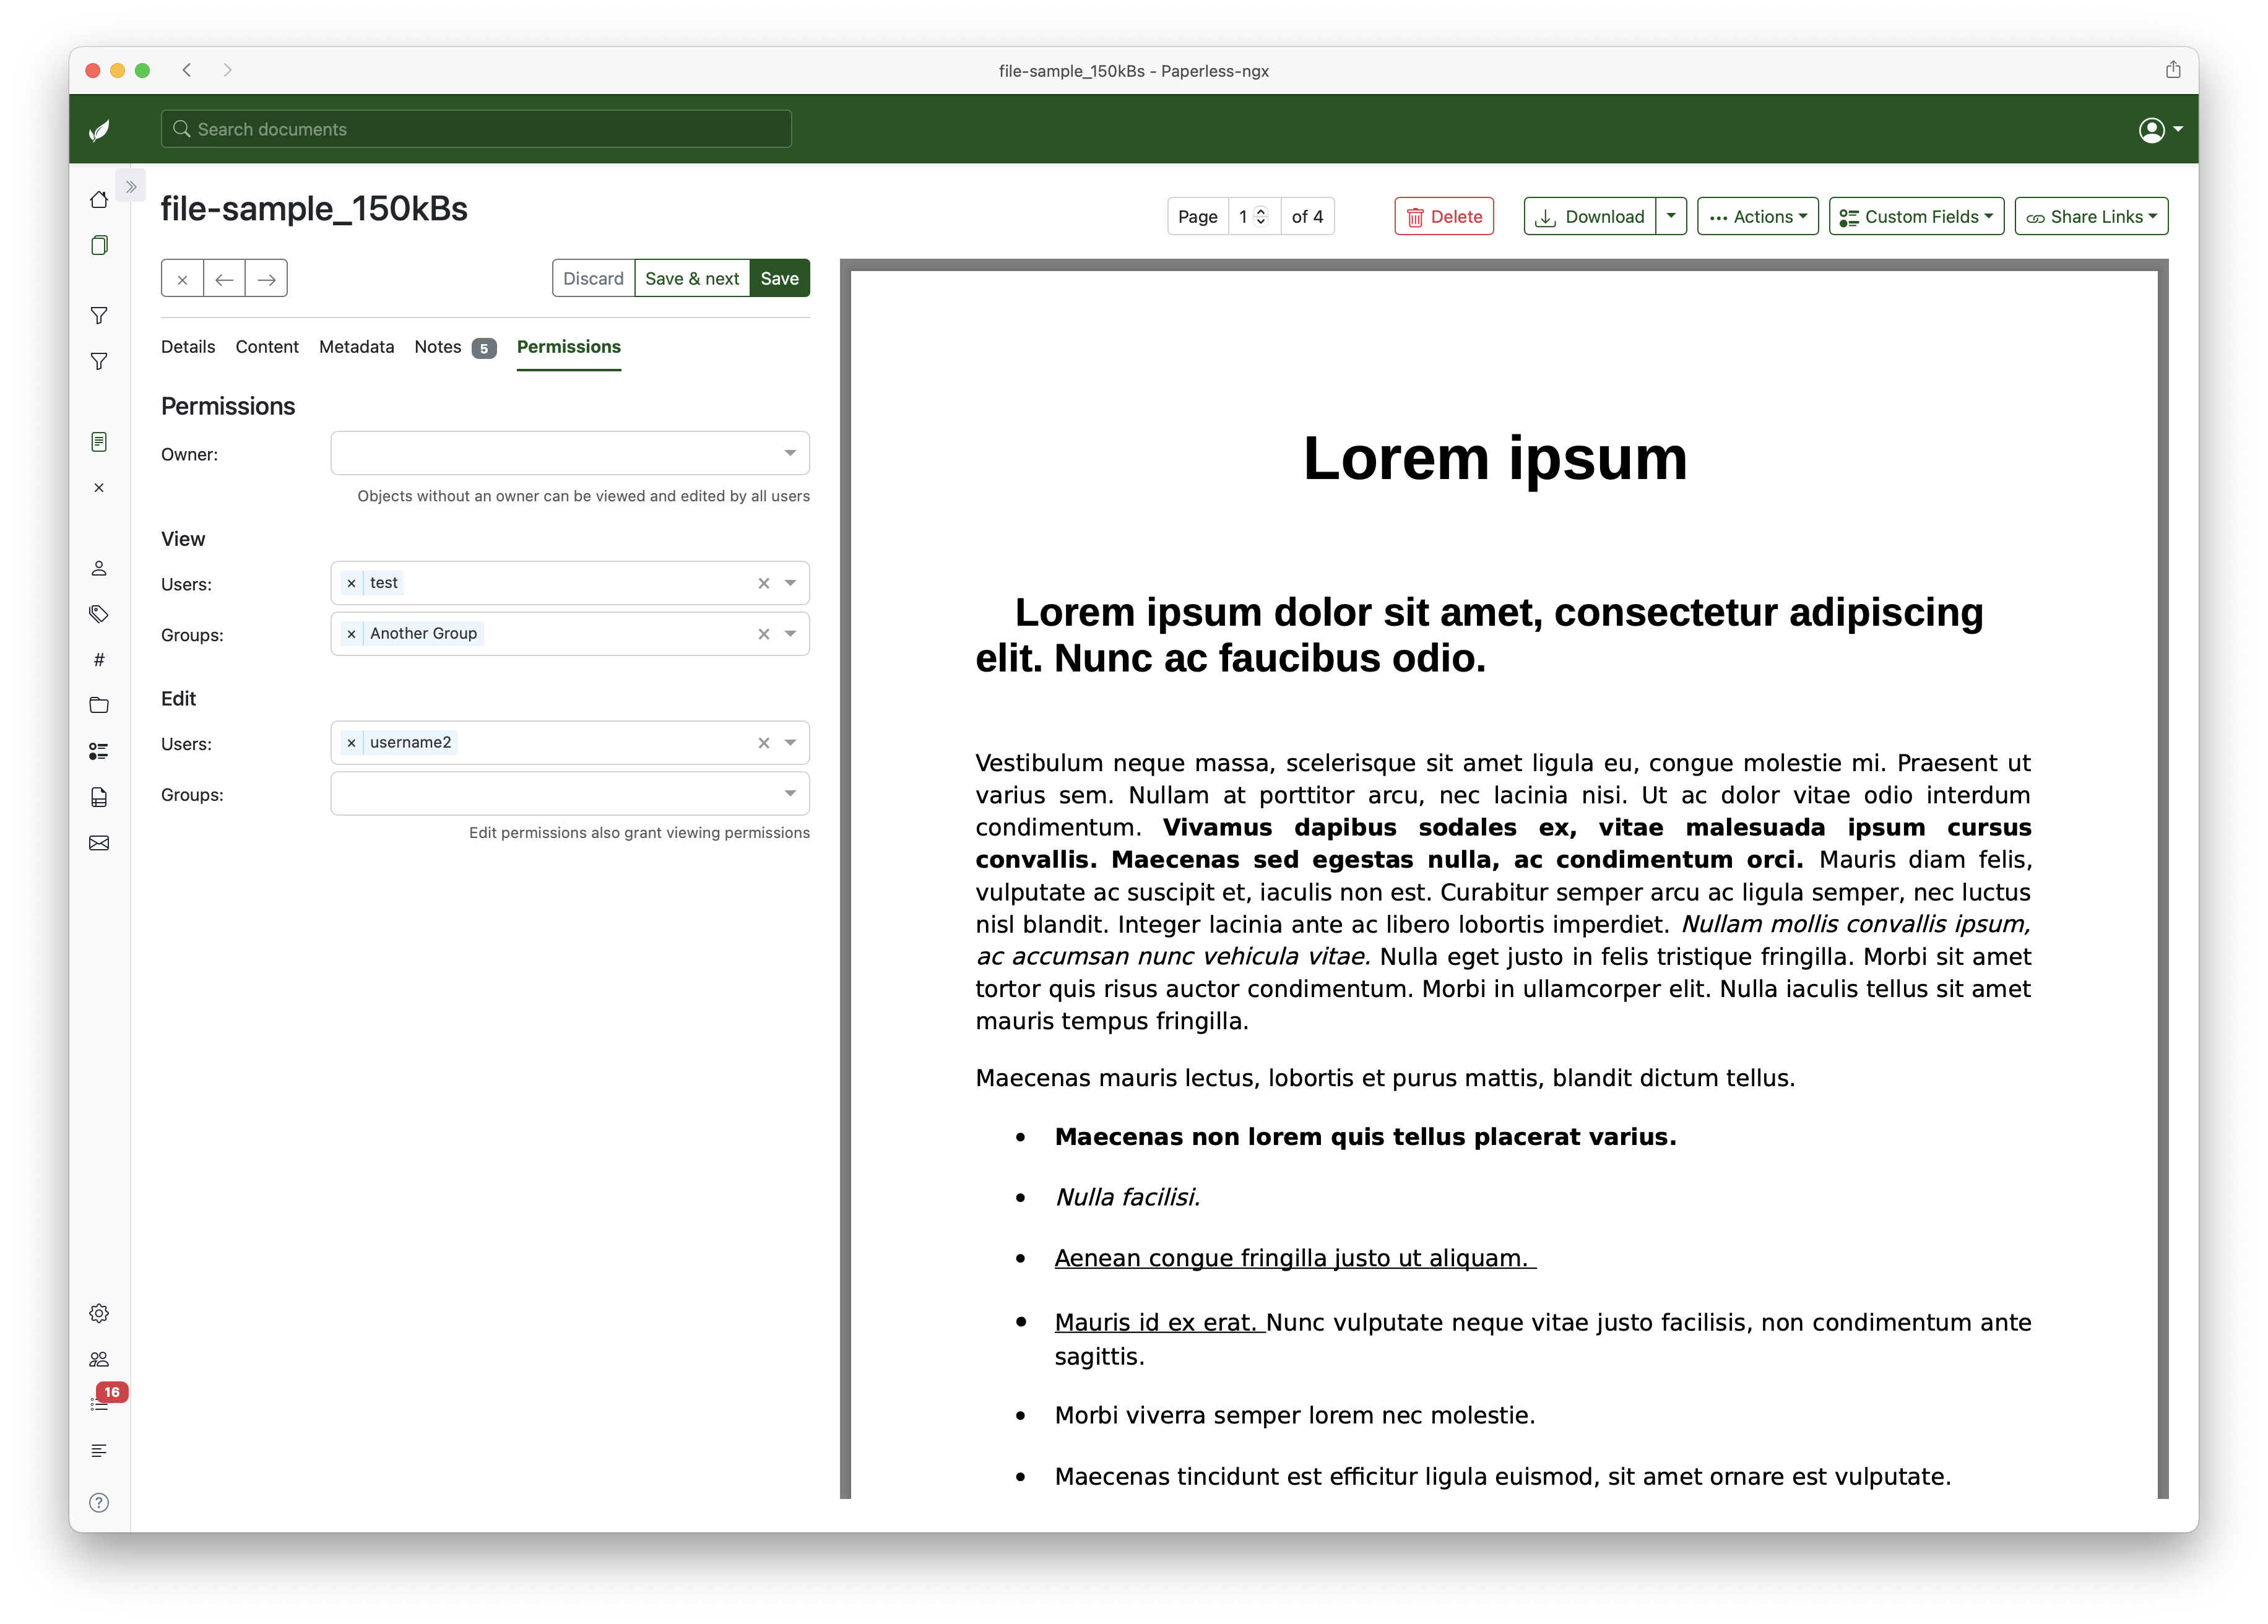 file-sample_150kBs - Paperless-ngx
Search documents
file-sample_150kBs
Page 1 of 4
Delete
Download
Actions
Custom Fields
Share Links
Discard
Save & next
Save
Details
Content
Metadata
Notes 5
Permissions
Permissions
Owner:
Objects without an owner can be viewed and edited by all users
View
Users: × test
Groups: × Another Group
Edit
Users: × username2
Groups:
Edit permissions also grant viewing permissions
16
Lorem ipsum
Lorem ipsum dolor sit amet, consectetur adipiscing
elit. Nunc ac faucibus odio.
Vestibulum neque massa, scelerisque sit amet ligula eu, congue molestie mi. Praesent ut
varius sem. Nullam at porttitor arcu, nec lacinia nisi. Ut ac dolor vitae odio interdum
condimentum. Vivamus dapibus sodales ex, vitae malesuada ipsum cursus
convallis. Maecenas sed egestas nulla, ac condimentum orci. Mauris diam felis,
vulputate ac suscipit et, iaculis non est. Curabitur semper arcu ac ligula semper, nec luctus
nisl blandit. Integer lacinia ante ac libero lobortis imperdiet. Nullam mollis convallis ipsum,
ac accumsan nunc vehicula vitae. Nulla eget justo in felis tristique fringilla. Morbi sit amet
tortor quis risus auctor condimentum. Morbi in ullamcorper elit. Nulla iaculis tellus sit amet
mauris tempus fringilla.
Maecenas mauris lectus, lobortis et purus mattis, blandit dictum tellus.
• Maecenas non lorem quis tellus placerat varius.
• Nulla facilisi.
• Aenean congue fringilla justo ut aliquam.
• Mauris id ex erat. Nunc vulputate neque vitae justo facilisis, non condimentum ante
sagittis.
• Morbi viverra semper lorem nec molestie.
• Maecenas tincidunt est efficitur ligula euismod, sit amet ornare est vulputate.